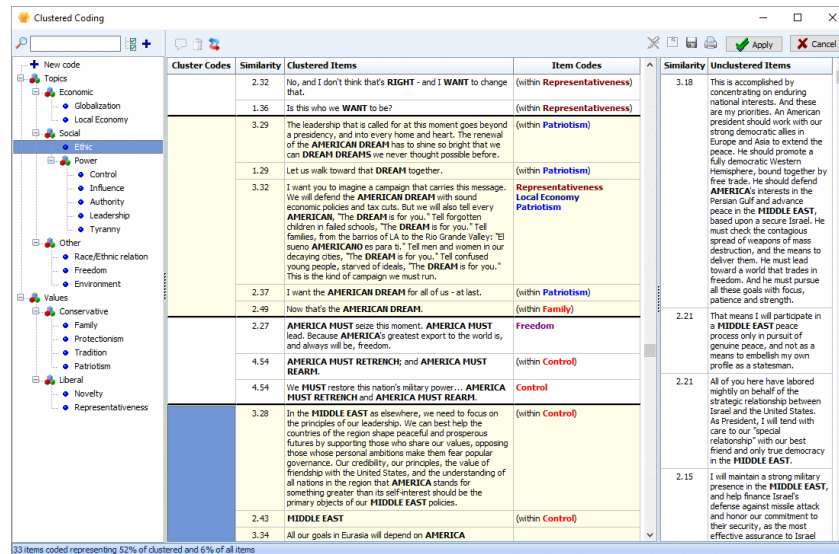 Clustered Coding
Apply
Cancel
New code
Topics
Economic
Globalization
Local Economy
Social
Ethic
Power
Control
Influence
Authority
Leadership
Tyranny
Other
Race/Ethnic relation
Freedom
Environment
Values
Conservative
Family
Protectionism
Tradition
Patriotism
Liberal
Novelty
Representativeness
Cluster Codes Similarity Clustered Items Item Codes
2.32 No, and I don't think that's RIGHT - and I WANT to change (within Representativeness)
that.
1.36 Is this who we WANT to be? (within Representativeness)
3.29 The leadership that is called for at this moment goes beyond (within Patriotism)
a presidency, and into every home and heart. The renewal
of the AMERICAN DREAM has to shine so bright that we
can DREAM DREAMS we never thought possible before.
1.29 Let us walk toward that DREAM together. (within Patriotism)
3.32 I want you to imagine a campaign that carries this message. Representativeness
We will defend the AMERICAN DREAM with sound Local Economy
economic policies and tax cuts. But we will also tell every Patriotism
AMERICAN, "The DREAM is for you." Tell forgotten
children in failed schools, "The DREAM is for you." Tell
families, from the barrios of LA to the Rio Grande Valley: "El
sueno AMERICANO es para ti." Tell men and women in our
decaying cities, "The DREAM is for you." Tell confused
young people, starved of ideals, "The DREAM is for you."
This is the kind of campaign we must run.
2.37 I want the AMERICAN DREAM for all of us - at last. (within Patriotism)
2.49 Now that's the AMERICAN DREAM. (within Family)
2.27 AMERICA MUST seize this moment. AMERICA MUST Freedom
lead. Because AMERICA's greatest export to the world is,
and always will be, freedom.
4.54 AMERICA MUST RETRENCH; and AMERICA MUST (within Control)
REARM.
4.54 We MUST restore this nation's military power... AMERICA Control
MUST RETRENCH and AMERICA MUST REARM.
3.28 In the MIDDLE EAST as elsewhere, we need to focus on (within Control)
the principles of our leadership. We can best help the
countries of the region shape peaceful and prosperous
futures by supporting those who share our values, opposing
those whose personal ambitions make them fear popular
governance. Our credibility, our principles, the value of
friendship with the United States, and the understanding of
all nations in the region that AMERICA stands for
something greater than its self-interest should be the
primary objects of our MIDDLE EAST policies.
2.43 MIDDLE EAST (within Control)
3.34 All our goals in Eurasia will depend on AMERICA
Similarity Unclustered Items
3.18 This is accomplished by
concentrating on enduring
national interests. And these
are my priorities. An American
president should work with our
strong democratic allies in
Europe and Asia to extend the
peace. He should promote a
fully democratic Western
Hemisphere, bound together by
free trade. He should defend
AMERICA's interests in the
Persian Gulf and advance
peace in the MIDDLE EAST,
based upon a secure Israel. He
must check the contagious
spread of weapons of mass
destruction, and the means to
deliver them. He must lead
toward a world that trades in
freedom. And he must pursue
all these goals with focus,
patience and strength.
2.21 That means I will participate in
a MIDDLE EAST peace
process only in pursuit of
genuine peace, and not as a
means to embellish my own
profile as a statesman.
2.21 All of you here have labored
mightily on behalf of the
strategic relationship between
Israel and the United States.
As President, I will tend with
care to our "special
relationship" with our best
friend and only true democracy
in the MIDDLE EAST.
2.15 I will maintain a strong military
presence in the MIDDLE EAST,
and help finance Israel's
defense against missile attack
and honor our commitment to
their security, as the most
effective assurance to Israel
33 items coded representing 52% of clustered and 6% of all items